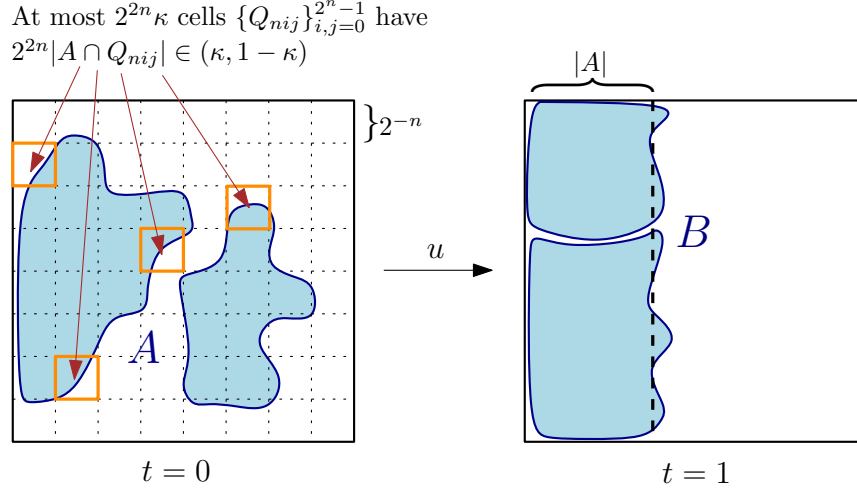 At most $2^{2n}\kappa$ cells $\{Q_{nij}\}_{i,j=0}^{2^n-1}$ have
$2^{2n}|A \cap Q_{nij}| \in (\kappa, 1-\kappa)$
$|A|$
$\}2^{-n}$
$A$
$u$
$B$
$t = 0$
$t = 1$